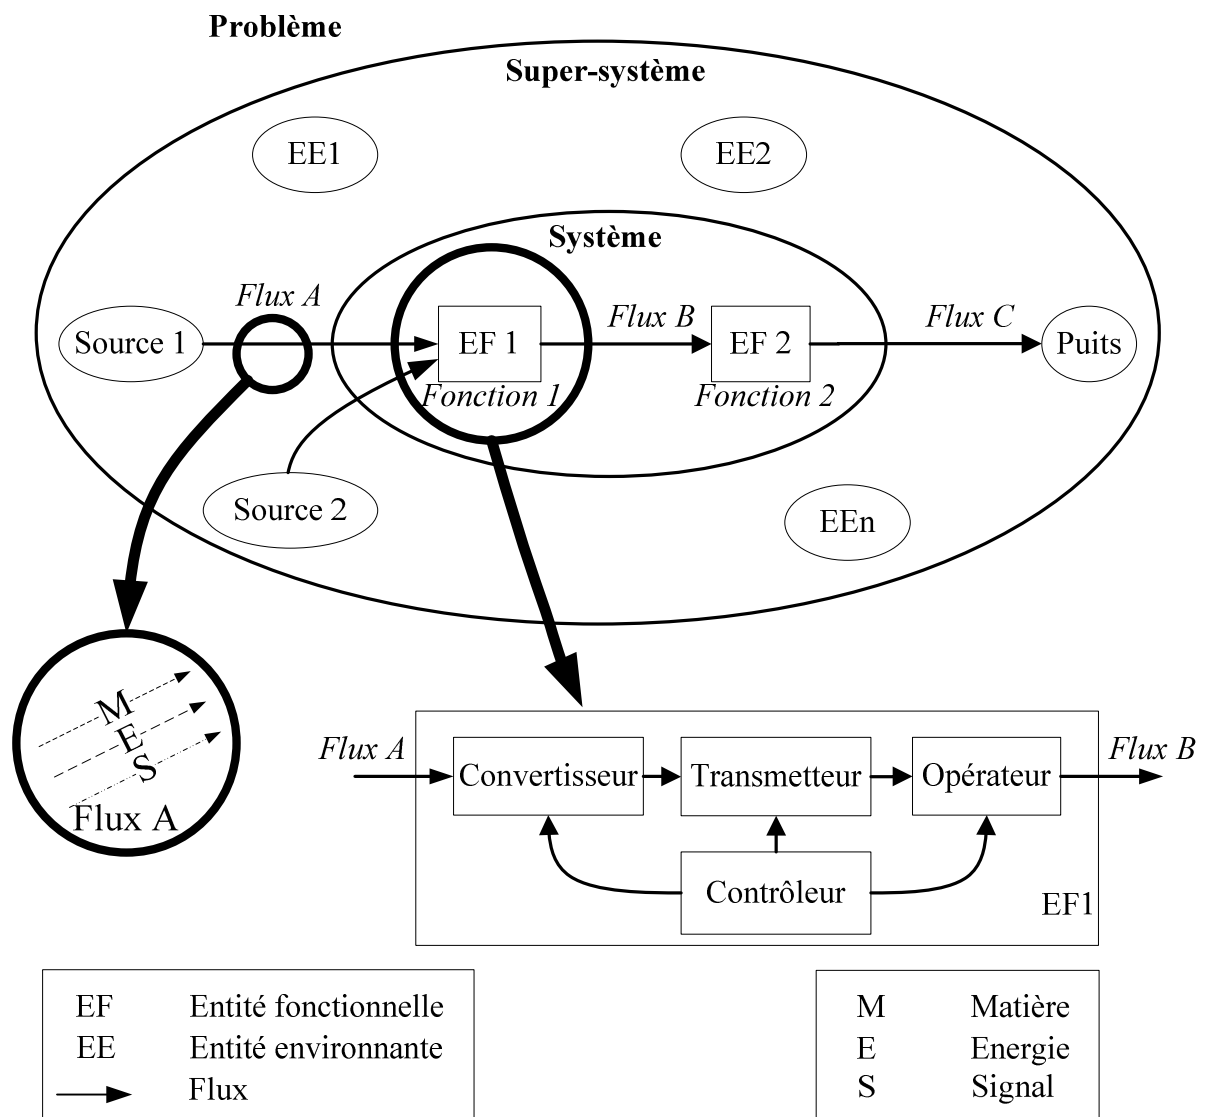 Problème
Super-système
EE1
EE2
Système
Flux A
Source 1
EF 1
Fonction 1
Flux B
EF 2
Fonction 2
Flux C
Puits
Source 2
EEn
M
E
S
Flux A
Flux A
Convertisseur
Transmetteur
Opérateur
Flux B
Contrôleur
EF1
EF Entité fonctionnelle
EE Entité environnante
Flux
M Matière
E Energie
S Signal